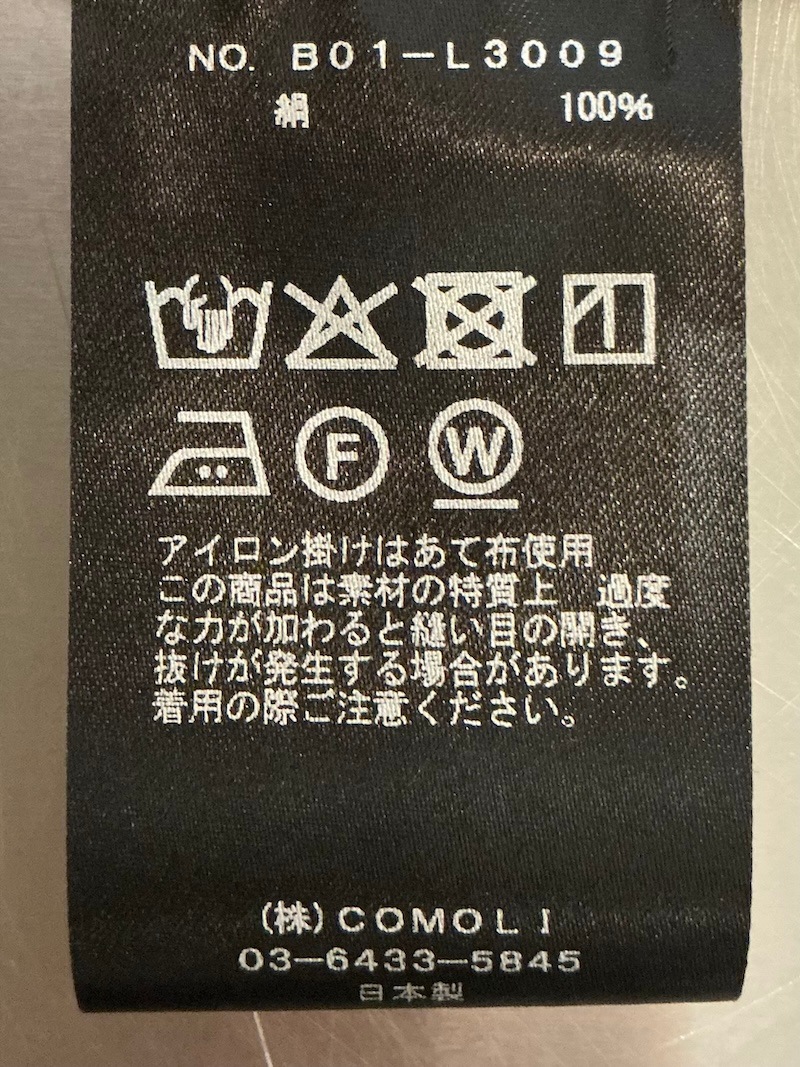 NO. B01-L3009
絹 100%
F W
アイロン掛けはあて布使用
この商品は素材の特質上 過度
な力が加わると縫い目の開き、
抜けが発生する場合があります。
着用の際ご注意ください。
(株)COMOLI
03-6433-5845
日本製